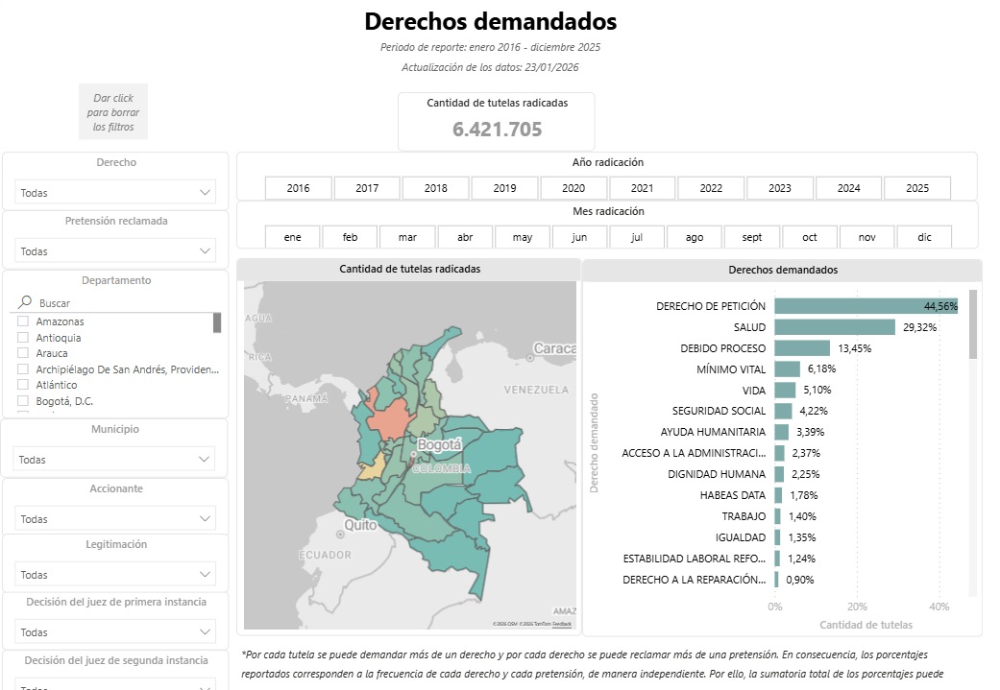 Derechos demandados
Periodo de reporte: enero 2016 - diciembre 2025
Actualización de los datos: 23/01/2026
Dar click
para borrar
los filtros
Cantidad de tutelas radicadas
6.421.705
Derecho
Todas
Pretensión reclamada
Todas
Departamento
Buscar
Amazonas
Antioquia
Arauca
Archipiélago De San Andrés, Providen...
Atlántico
Bogotá, D.C.
Municipio
Todas
Accionante
Todas
Legitimación
Todas
Decisión del juez de primera instancia
Todas
Decisión del juez de segunda instancia
Todas
Año radicación
2016 2017 2018 2019 2020 2021 2022 2023 2024 2025
Mes radicación
ene feb mar abr may jun jul ago sept oct nov dic
Cantidad de tutelas radicadas
AGUA
RICA
PANAMÁ
Caraca
VENEZUELA
Bogotá
COLOMBIA
Quito
ECUADOR
AMAZ
©2026 OSM ©2026 TomTom Feedback
Derechos demandados
Derecho demandado
DERECHO DE PETICIÓN 44,56%
SALUD 29,32%
DEBIDO PROCESO 13,45%
MÍNIMO VITAL 6,18%
VIDA 5,10%
SEGURIDAD SOCIAL 4,22%
AYUDA HUMANITARIA 3,39%
ACCESO A LA ADMINISTRACI... 2,37%
DIGNIDAD HUMANA 2,25%
HABEAS DATA 1,78%
TRABAJO 1,40%
IGUALDAD 1,35%
ESTABILIDAD LABORAL REFO... 1,24%
DERECHO A LA REPARACIÓN... 0,90%
0% 20% 40%
Cantidad de tutelas
*Por cada tutela se puede demandar más de un derecho y por cada derecho se puede reclamar más de una pretensión. En consecuencia, los porcentajes
reportados corresponden a la frecuencia de cada derecho y cada pretensión, de manera independiente. Por ello, la sumatoria total de los porcentajes puede